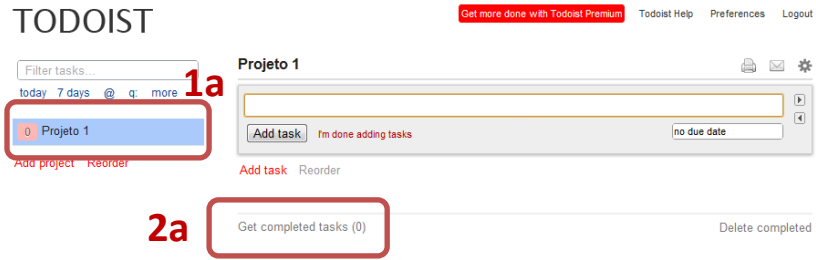 TODOIST
Get more done with Todoist Premium Todoist Help Preferences Logout
Filter tasks...
1a
today 7 days @ q: more
0 Projeto 1
Add project Reorder
Projeto 1
Add task I'm done adding tasks no due date
Add task Reorder
2a
Get completed tasks (0) Delete completed